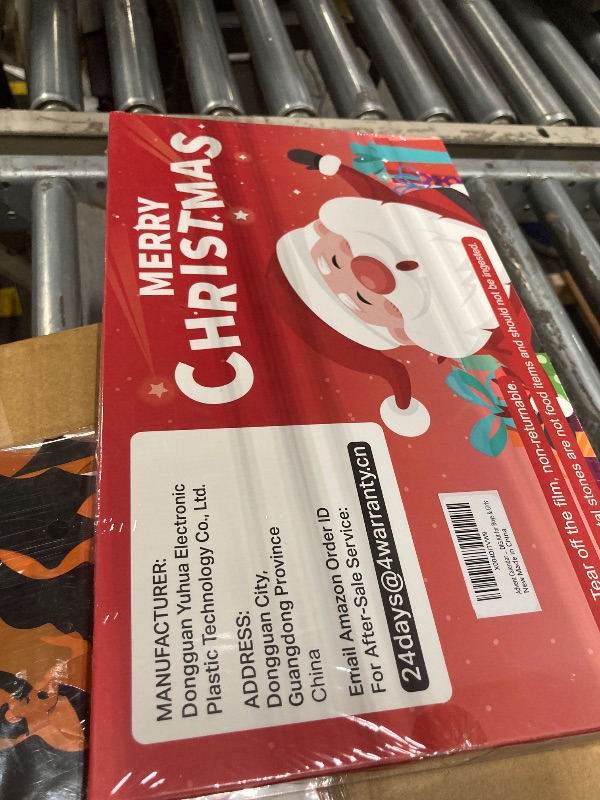 MERRY
CHRISTMAS
MANUFACTURER:
Dongguan Yuhua Electronic
Plastic Technology Co., Ltd.
ADDRESS:
Dongguan City,
Guangdong Province
China
Email Amazon Order ID
For After-Sale Service:
24days@4warranty.cn
Advent Calendar
New Made in China
Tear off the film, non-returnable.
stones are not food items and should not be ingested.